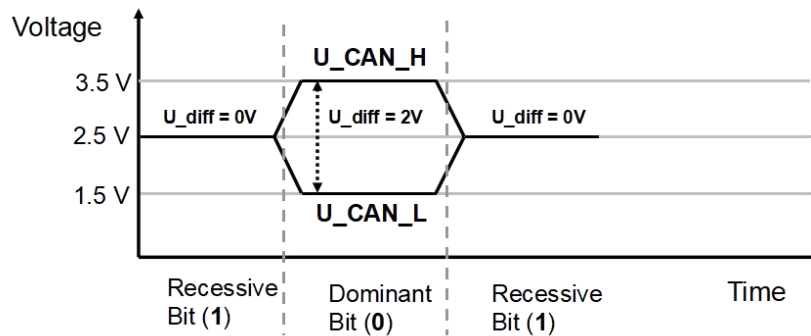 Voltage
U_CAN_H
3.5 V
U_diff = 0V
U_diff = 2V
U_diff = 0V
2.5 V
1.5 V
U_CAN_L
Recessive
Bit (1)
Dominant
Bit (0)
Recessive
Bit (1)
Time